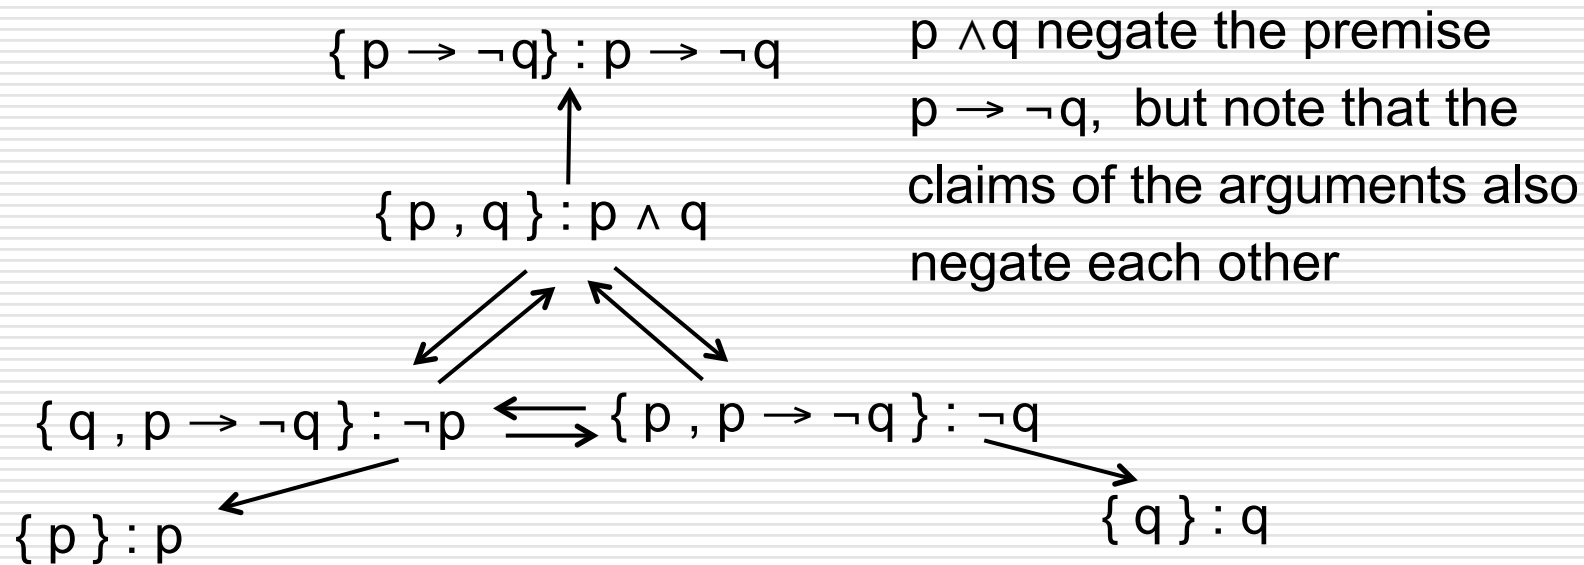 { p → ¬q} : p → ¬q
p ∧q negate the premise
p → ¬q, but note that the
claims of the arguments also
negate each other
{ p , q } : p ∧ q
{ q , p → ¬q } : ¬p
{ p , p → ¬q } : ¬q
{ p } : p
{ q } : q